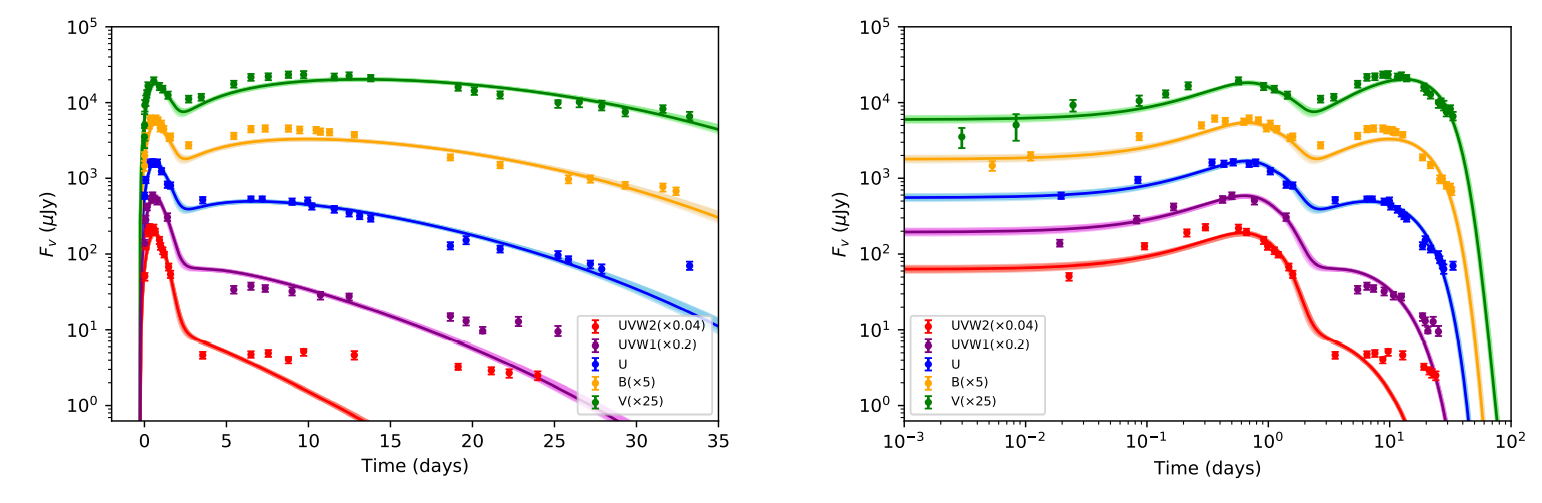 10^5
10^4
10^3
10^2
10^1
10^0
F_ν (μJy)
0 5 10 15 20 25 30 35
Time (days)
UVW2(×0.04)
UVW1(×0.2)
U
B(×5)
V(×25)
10^5
10^4
10^3
10^2
10^1
10^0
F_ν (μJy)
10^−3 10^−2 10^−1 10^0 10^1 10^2
Time (days)
UVW2(×0.04)
UVW1(×0.2)
U
B(×5)
V(×25)